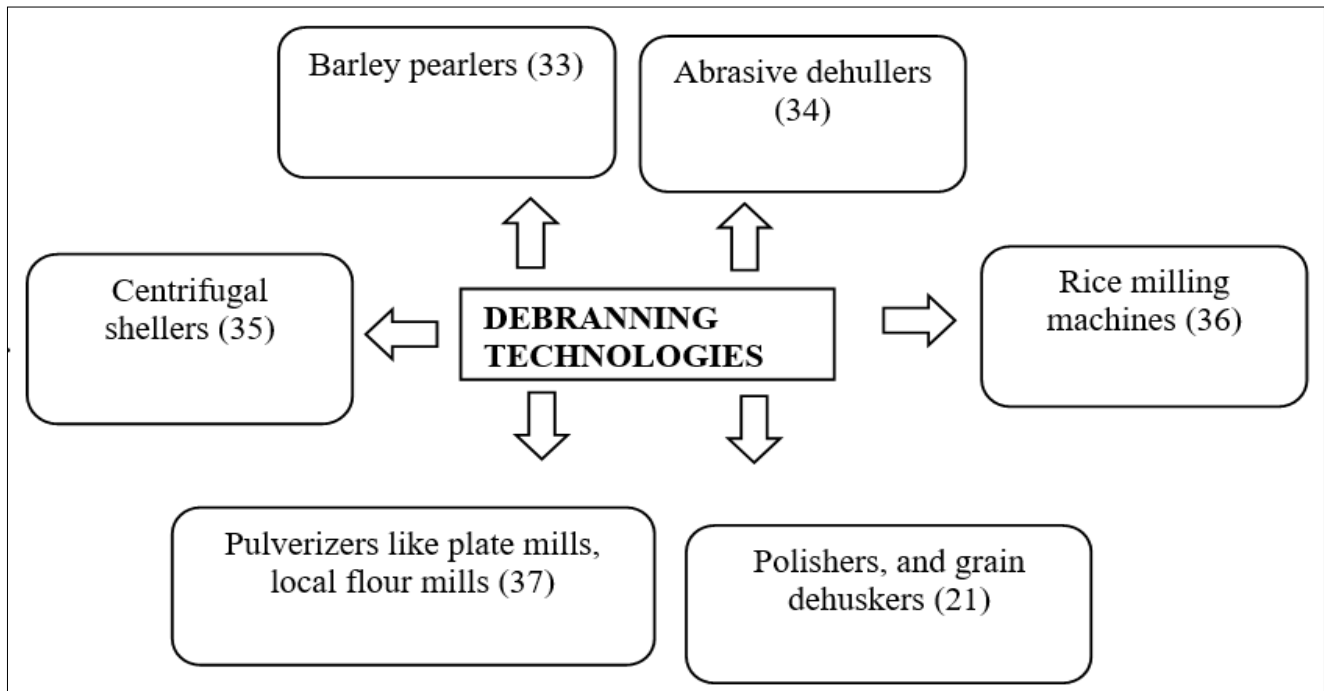 Barley pearlers (33)
Abrasive dehullers
(34)
Centrifugal
shellers (35)
DEBRANNING
TECHNOLOGIES
Rice milling
machines (36)
Pulverizers like plate mills,
local flour mills (37)
Polishers, and grain
dehuskers (21)